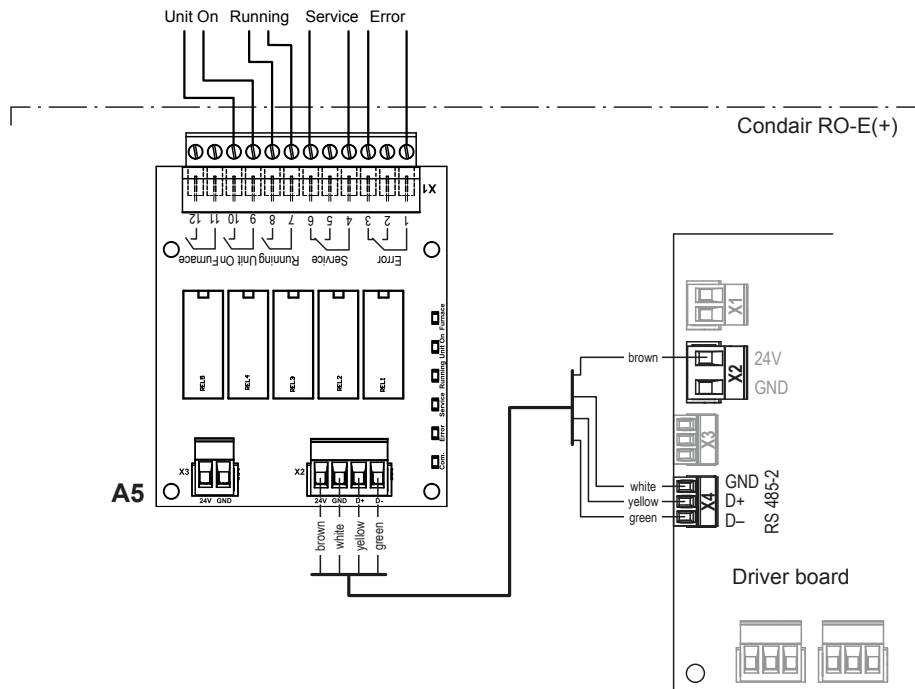 Unit On Running Service Error
Condair RO-E(+)
X1
12 11 10 9 8 7 6 5 4 3 2 1
Furnace Unit On Running Service Error
REL5 REL4 REL3 REL2 REL1
Furnace
Unit On
Running
Service
Error
Com.
X3
24V GND
X2
24V GND D+ D-
A5
brown
white
yellow
green
X1
brown
X2
24V
GND
X3
white
yellow
green
X4
GND
D+
D–
RS 485-2
Driver board